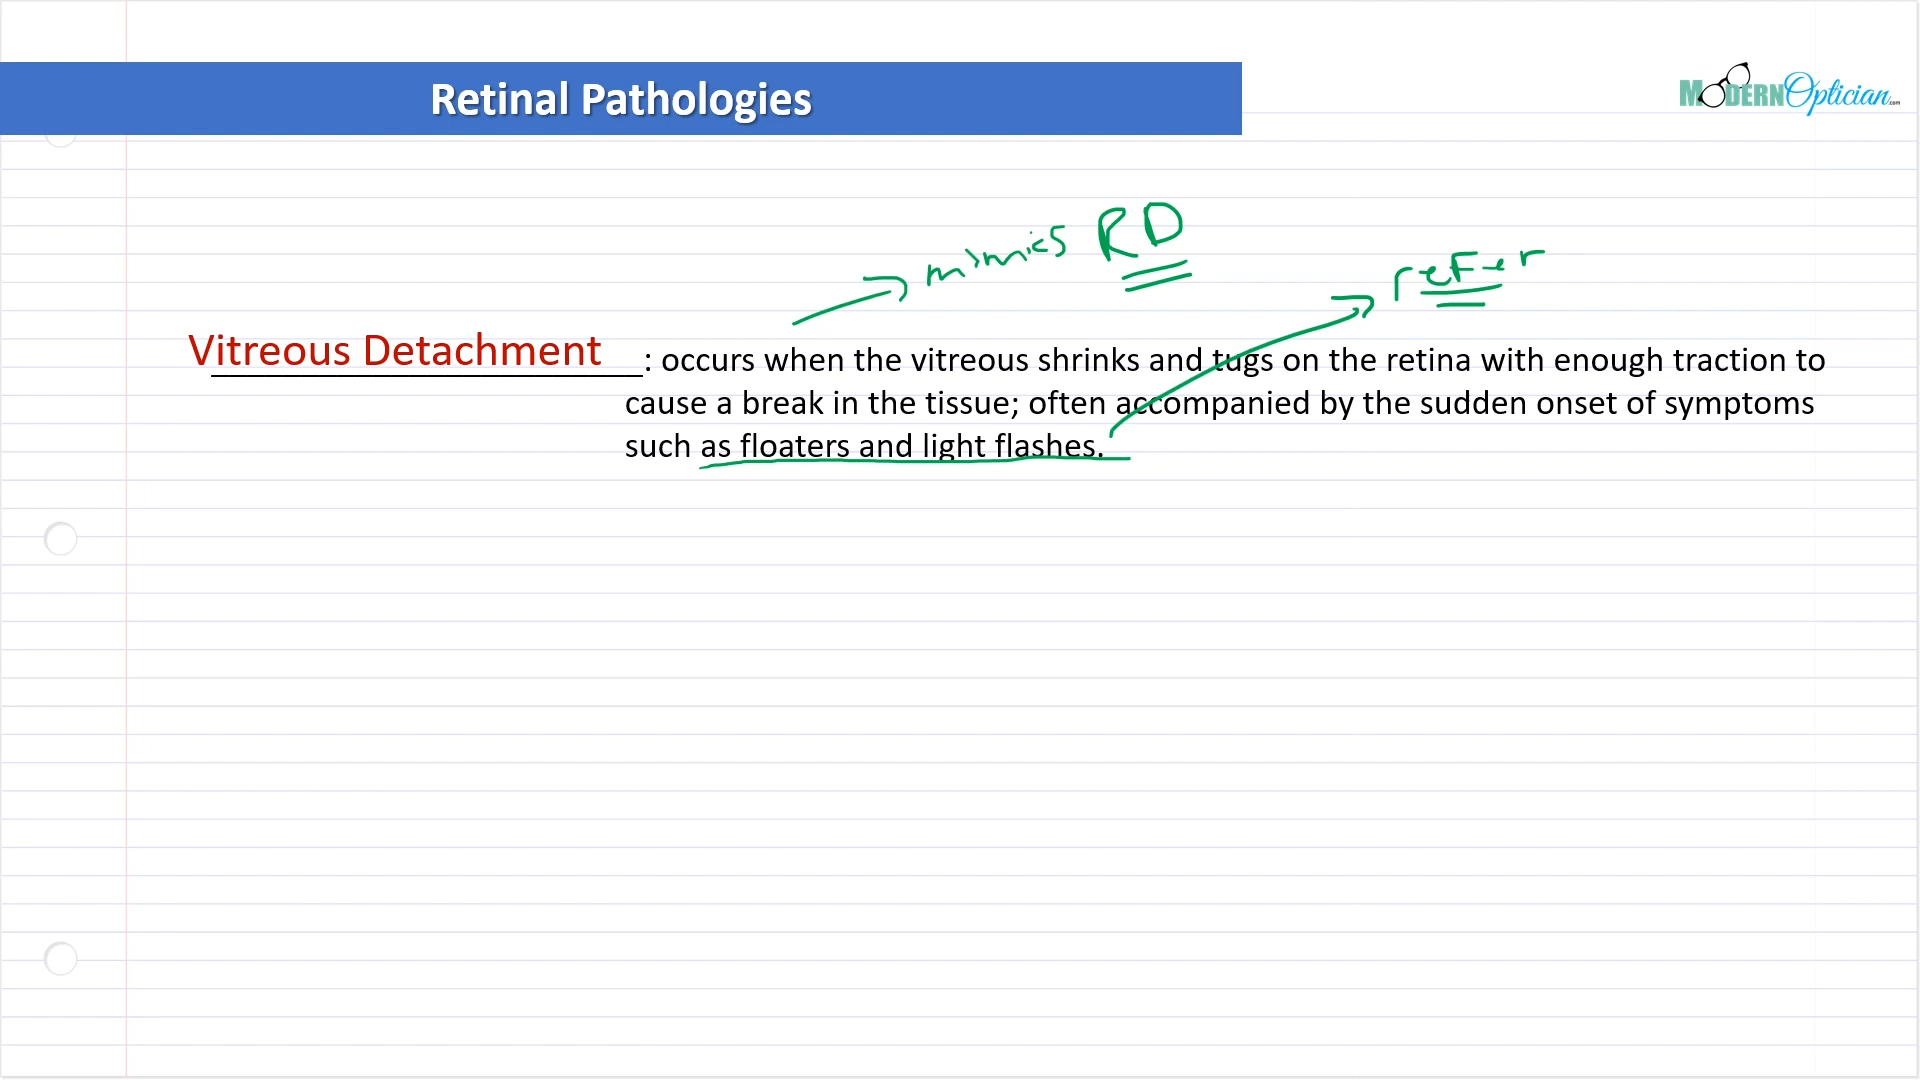 Retinal Pathologies
MODERNOptician.com
mimics RD
refer
Vitreous Detachment : occurs when the vitreous shrinks and tugs on the retina with enough traction to
cause a break in the tissue; often accompanied by the sudden onset of symptoms
such as floaters and light flashes.